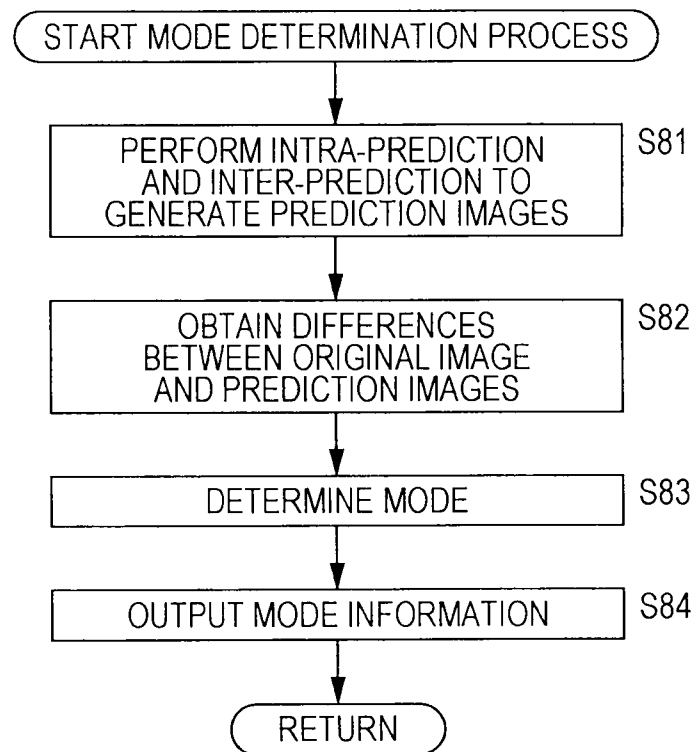 START MODE DETERMINATION PROCESS
PERFORM INTRA-PREDICTION
AND INTER-PREDICTION TO
GENERATE PREDICTION IMAGES
S81
OBTAIN DIFFERENCES
BETWEEN ORIGINAL IMAGE
AND PREDICTION IMAGES
S82
DETERMINE MODE
S83
OUTPUT MODE INFORMATION
S84
RETURN